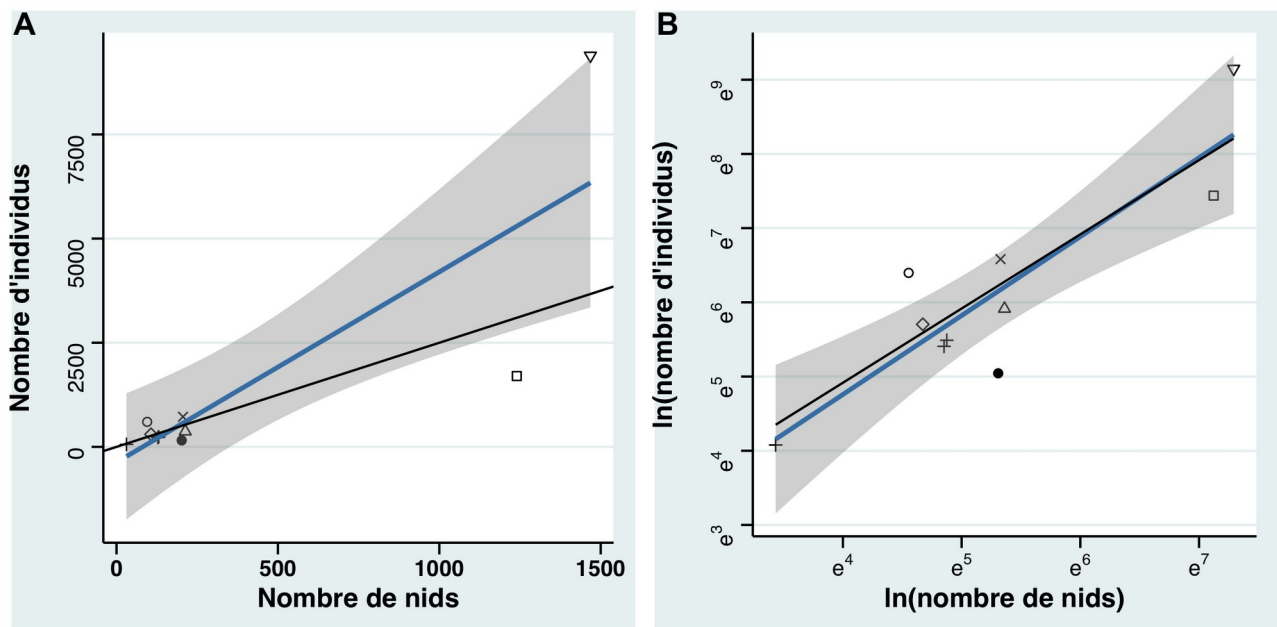 A
Nombre d'individus
7500
5000
2500
0
0 500 1000 1500
Nombre de nids
B
ln(nombre d'individus)
e9
e8
e7
e6
e5
e4
e3
e4 e5 e6 e7
ln(nombre de nids)